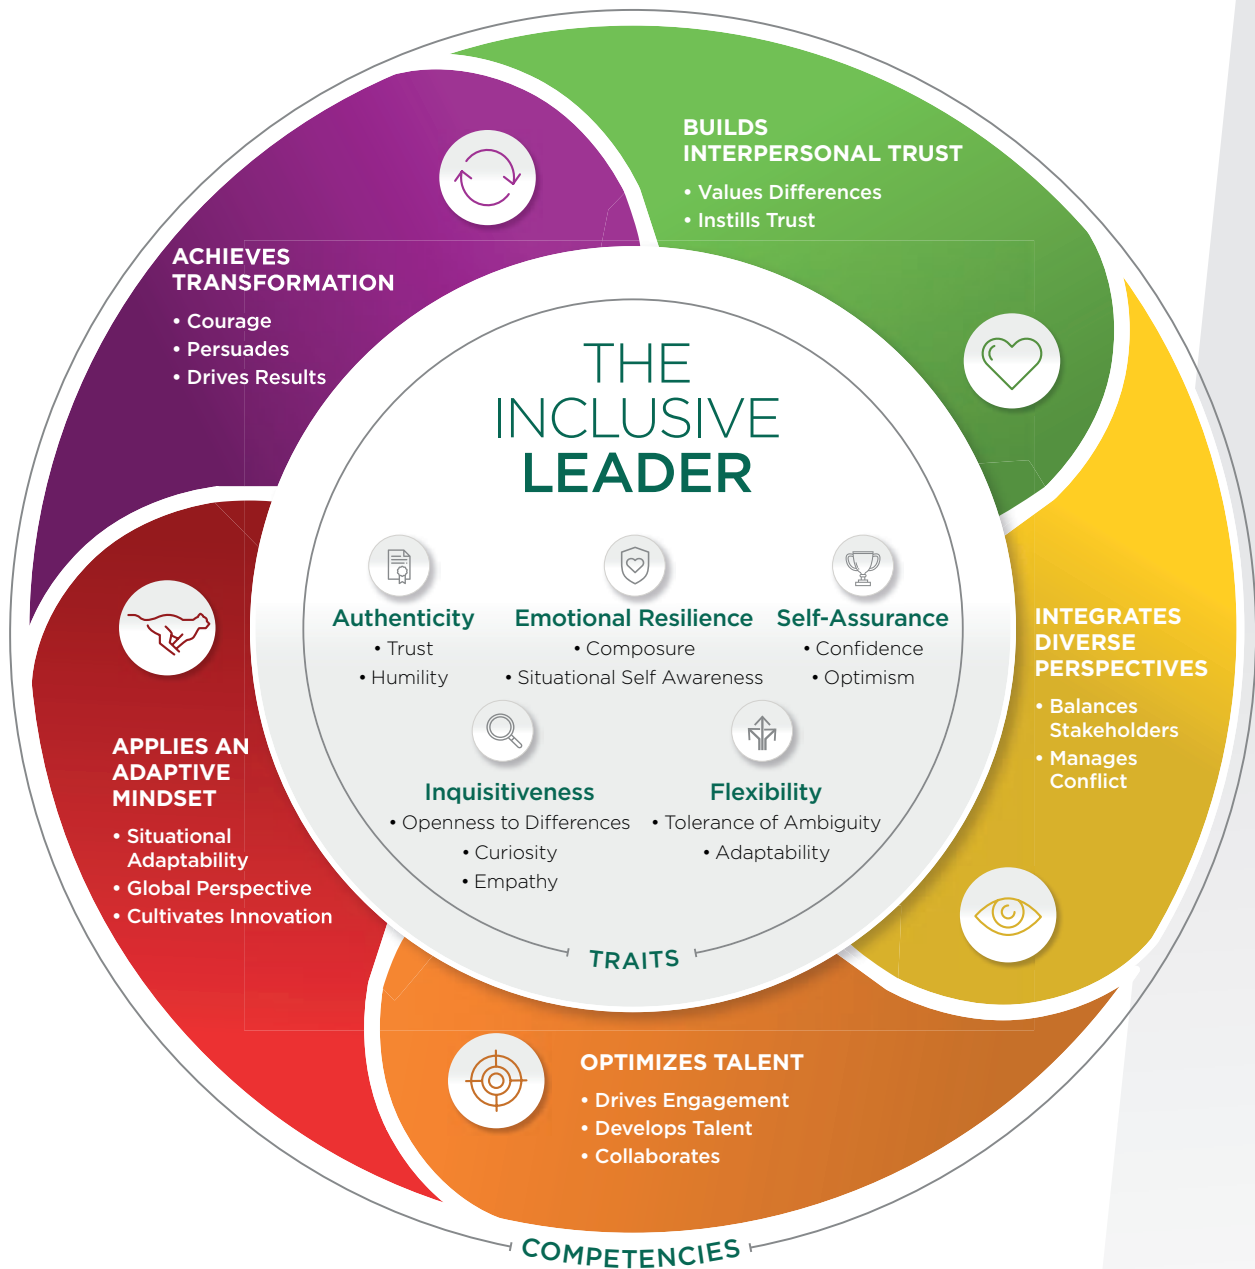 BUILDS
INTERPERSONAL TRUST
• Values Differences
• Instills Trust
ACHIEVES
TRANSFORMATION
• Courage
• Persuades
• Drives Results
THE
INCLUSIVE
LEADER
Authenticity
• Trust
• Humility
Emotional Resilience
• Composure
• Situational Self Awareness
Self-Assurance
• Confidence
• Optimism
Inquisitiveness
• Openness to Differences
• Curiosity
• Empathy
Flexibility
• Tolerance of Ambiguity
• Adaptability
TRAITS
INTEGRATES
DIVERSE
PERSPECTIVES
• Balances
Stakeholders
• Manages
Conflict
APPLIES AN
ADAPTIVE
MINDSET
• Situational
Adaptability
• Global Perspective
• Cultivates Innovation
OPTIMIZES TALENT
• Drives Engagement
• Develops Talent
• Collaborates
COMPETENCIES